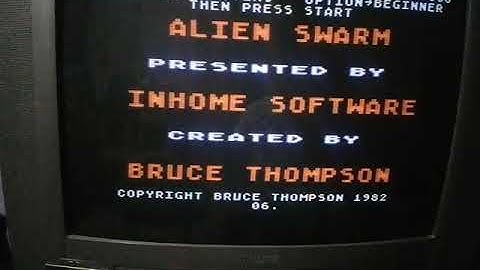 OPTION→BEGINNER
THEN PRESS START
ALIEN SWARM
PRESENTED BY
INHOME SOFTWARE
CREATED BY
BRUCE THOMPSON
COPYRIGHT BRUCE THOMPSON 1982
06.